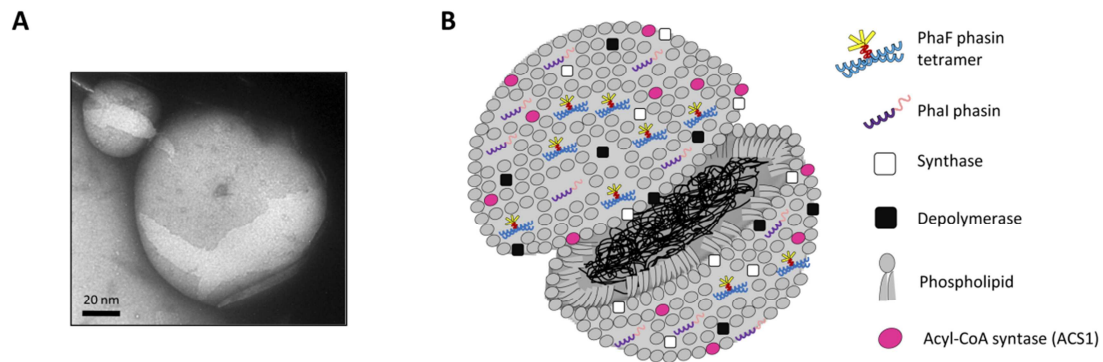 A
B
20 nm
PhaF phasin
tetramer
PhaI phasin
Synthase
Depolymerase
Phospholipid
Acyl-CoA syntase (ACS1)